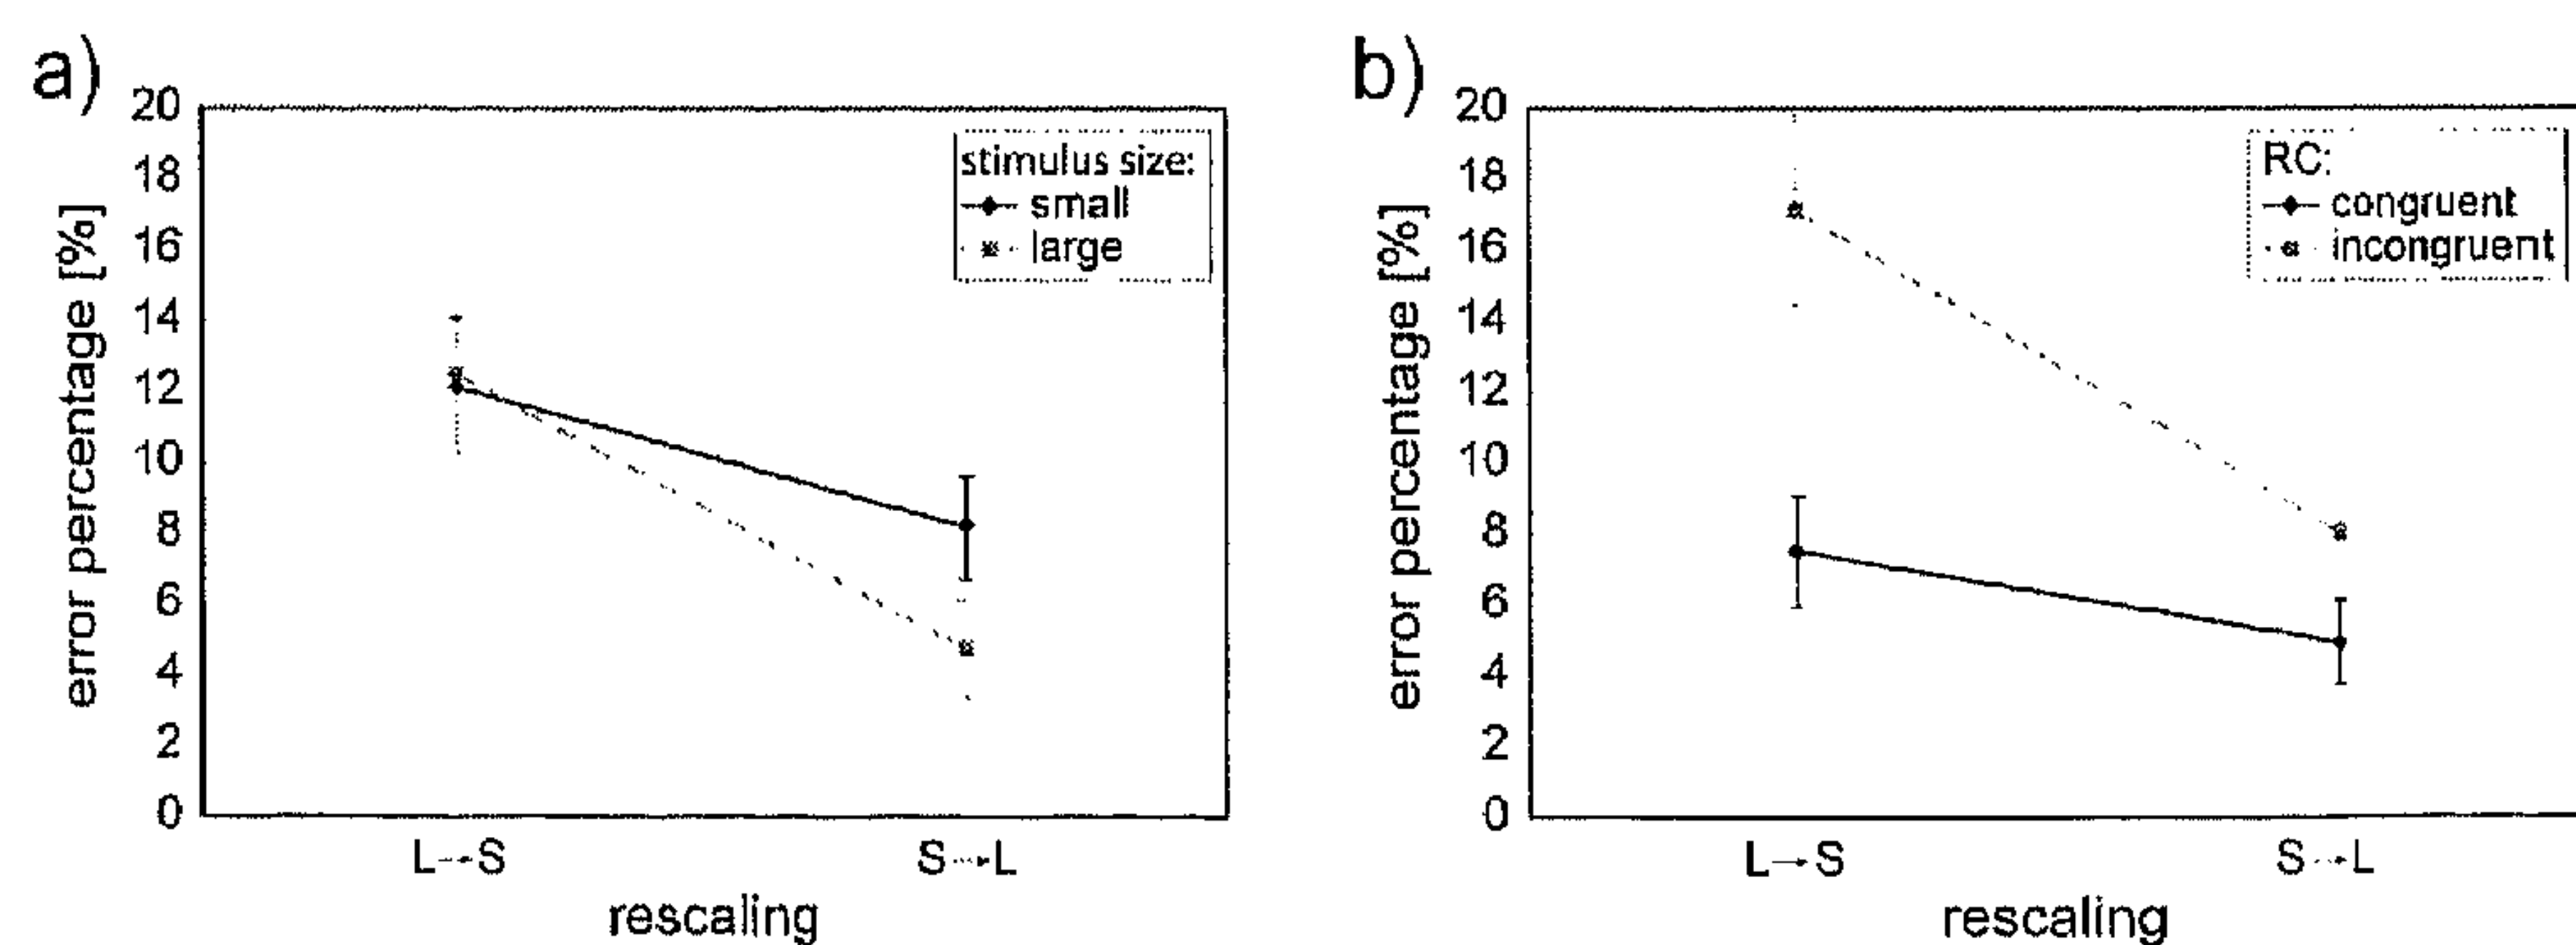 a)
error percentage [%]
20
18
16
14
12
10
8
6
4
2
0
stimulus size:
small
large
L→S
S→L
rescaling
b)
error percentage [%]
20
18
16
14
12
10
8
6
4
2
0
RC:
congruent
incongruent
L→S
S→L
rescaling